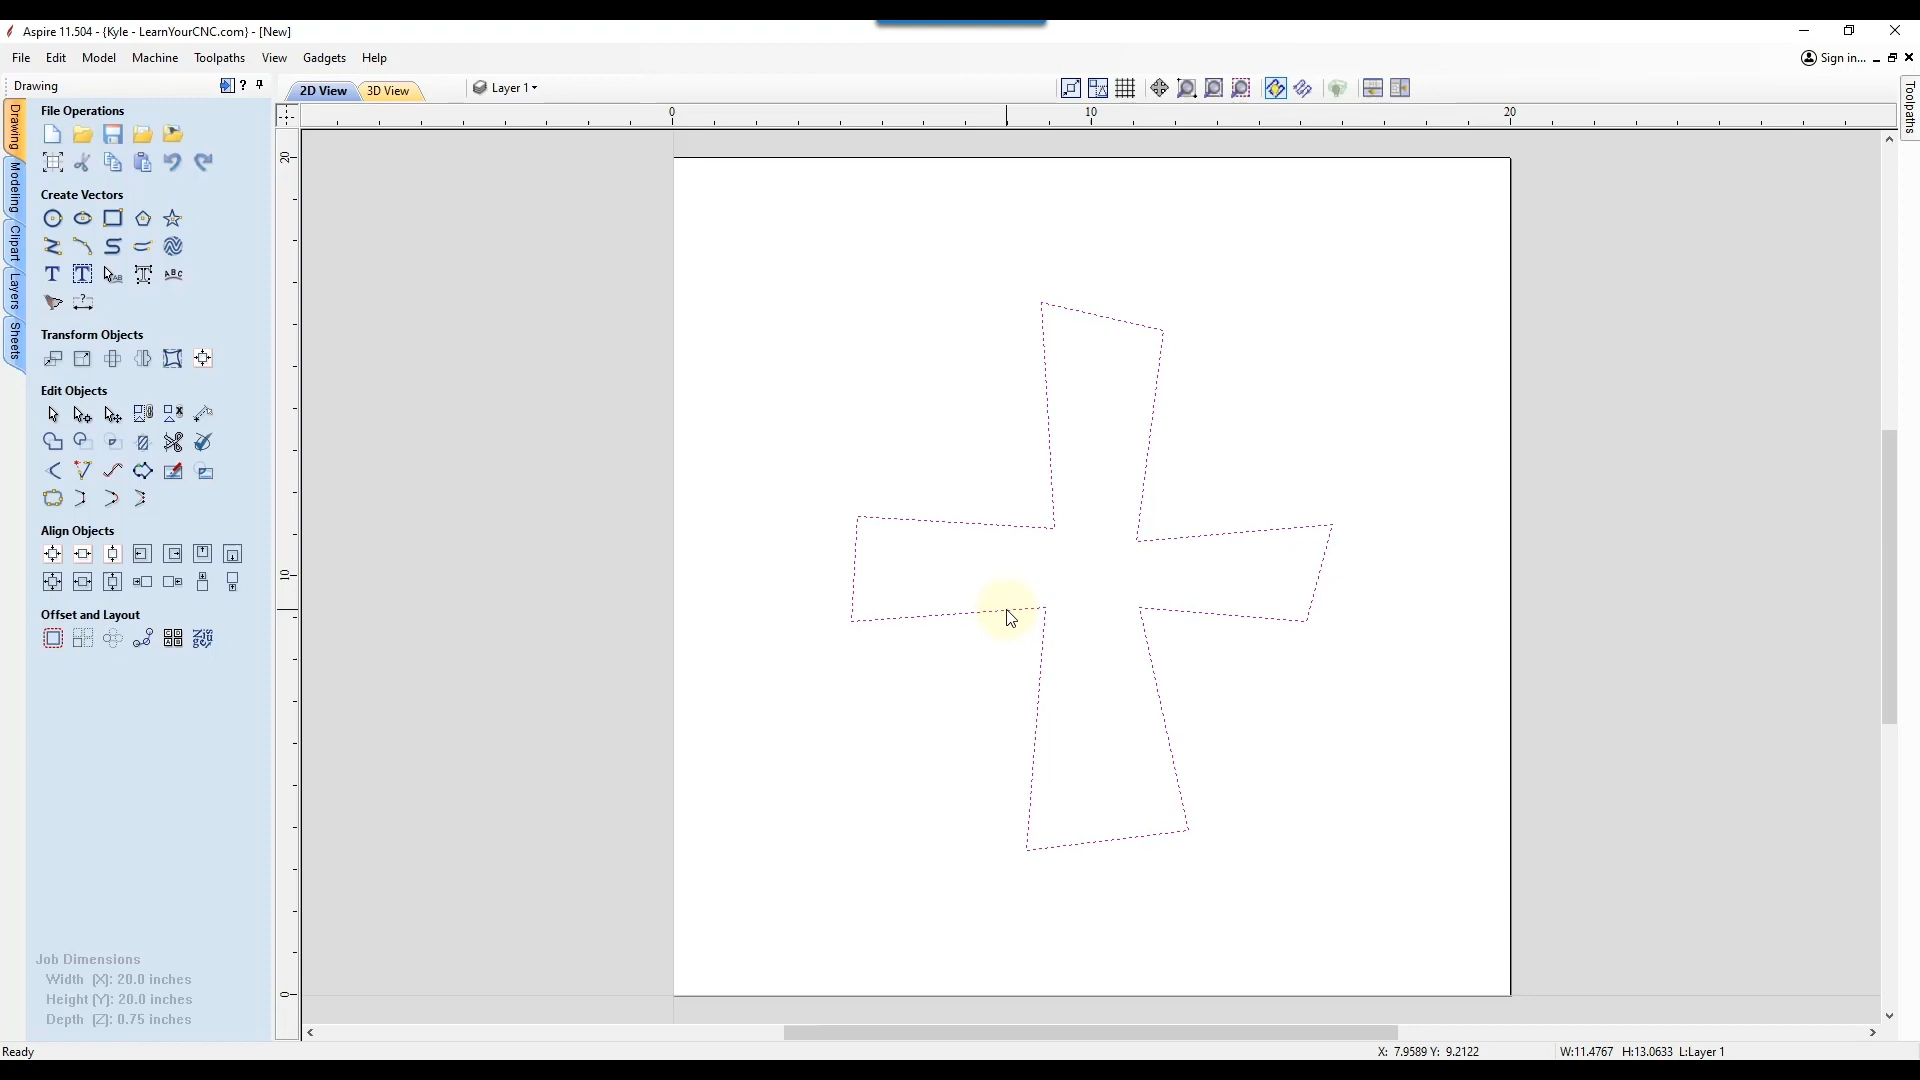 Aspire 11.504 - {Kyle - LearnYourCNC.com} - [New]
File Edit Model Machine Toolpaths View Gadgets Help
Sign in...
Drawing
2D View 3D View
Layer 1
Toolpaths
Drawing
Modeling
Clipart
Layers
Sheets
File Operations
Create Vectors
Transform Objects
Edit Objects
Align Objects
Offset and Layout
0 10 20
20
10
0
Job Dimensions
Width (X): 20.0 inches
Height (Y): 20.0 inches
Depth (Z): 0.75 inches
Ready
X: 7.9589 Y: 9.2122
W:11.4767 H:13.0633 L:Layer 1